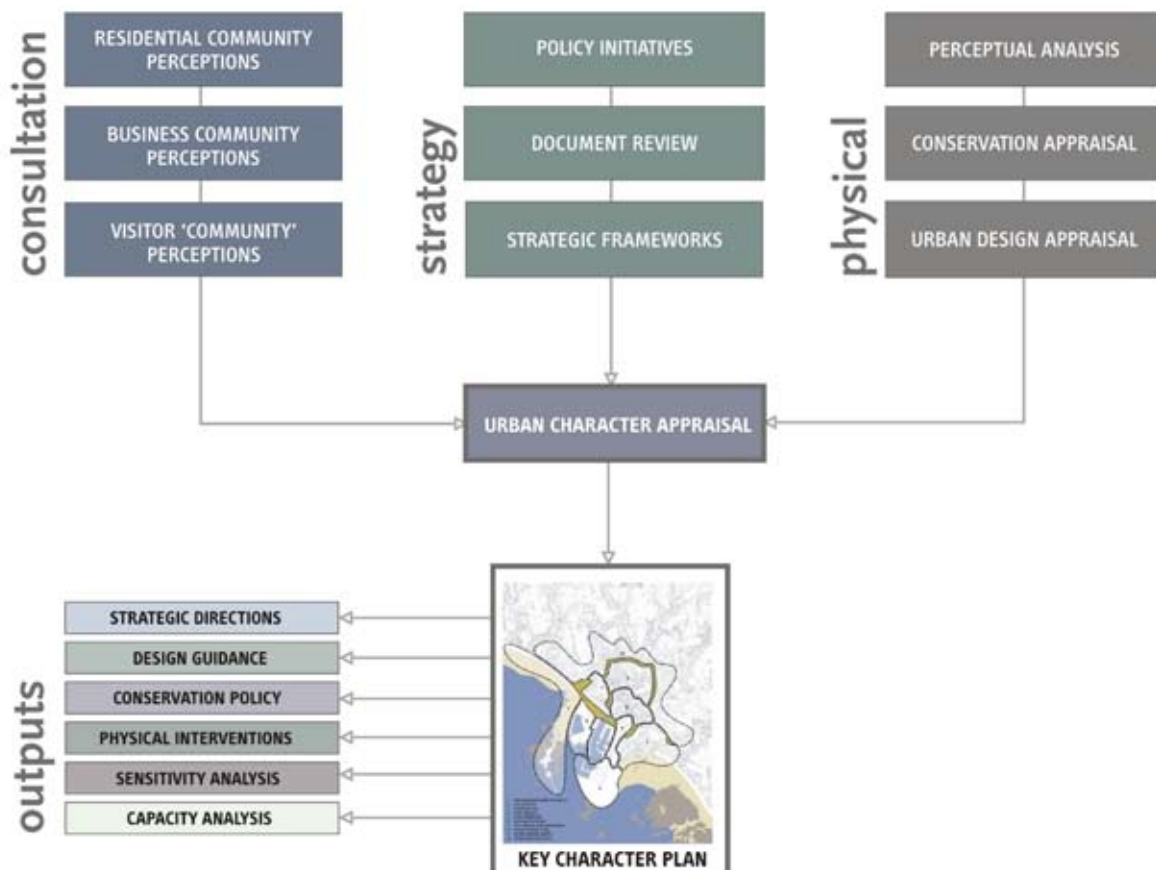 consultation
RESIDENTIAL COMMUNITY
PERCEPTIONS
BUSINESS COMMUNITY
PERCEPTIONS
VISITOR ‘COMMUNITY’
PERCEPTIONS
strategy
POLICY INITIATIVES
DOCUMENT REVIEW
STRATEGIC FRAMEWORKS
physical
PERCEPTUAL ANALYSIS
CONSERVATION APPRAISAL
URBAN DESIGN APPRAISAL
URBAN CHARACTER APPRAISAL
outputs
STRATEGIC DIRECTIONS
DESIGN GUIDANCE
CONSERVATION POLICY
PHYSICAL INTERVENTIONS
SENSITIVITY ANALYSIS
CAPACITY ANALYSIS
KEY CHARACTER PLAN